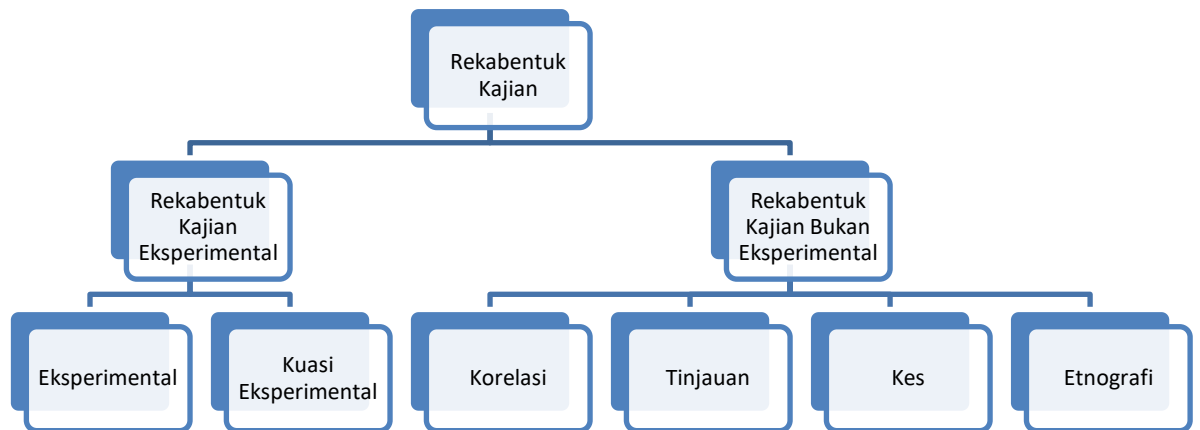 Rekabentuk
Kajian
Rekabentuk
Kajian
Eksperimental
Rekabentuk
Kajian Bukan
Eksperimental
Eksperimental
Kuasi
Eksperimental
Korelasi
Tinjauan
Kes
Etnografi